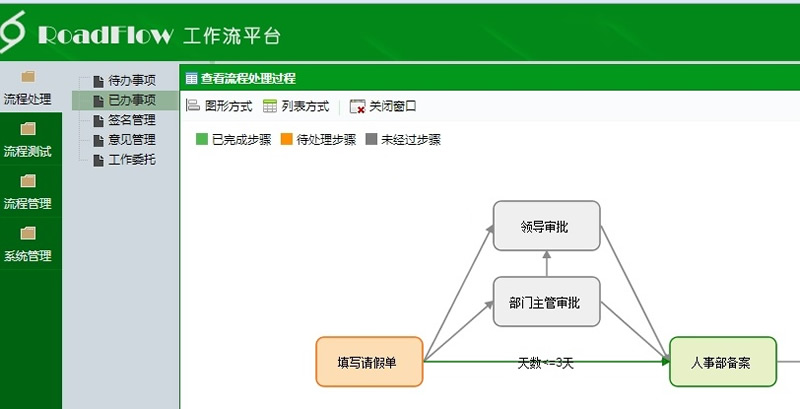 RoadFlow 工作流平台
流程处理
流程测试
流程管理
系统管理
待办事项
已办事项
签名管理
意见管理
工作委托
查看流程处理过程
图形方式 列表方式 关闭窗口
已完成步骤 待处理步骤 未经过步骤
领导审批
部门主管审批
填写请假单
天数<=3天
人事部备案